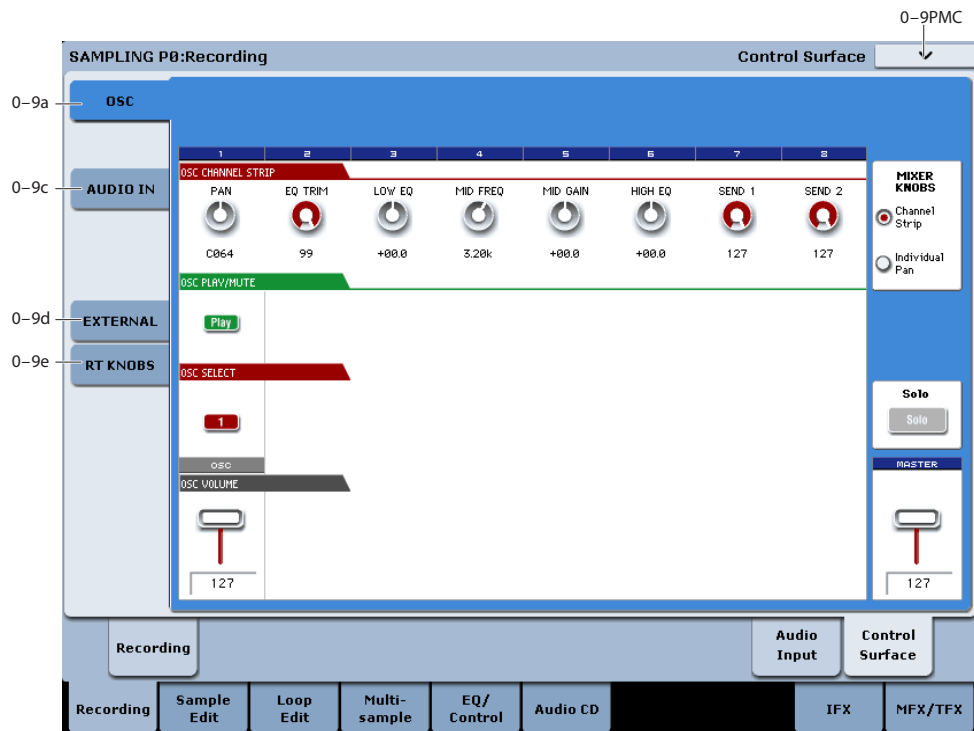 0–9PMC
SAMPLING P0:Recording
Control Surface
0–9a
OSC
1 2 3 4 5 6 7 8
OSC CHANNEL STRIP
MIXER
KNOBS
0–9c
AUDIO IN
PAN EQ TRIM LOW EQ MID FREQ MID GAIN HIGH EQ SEND 1 SEND 2
Channel
Strip
C064 99 +00.0 3.20k +00.0 +00.0 127 127
Individual
Pan
OSC PLAY/MUTE
0–9d
EXTERNAL
Play
0–9e
RT KNOBS
OSC SELECT
Solo
1
Solo
OSC
MASTER
OSC VOLUME
127
127
Recording
Audio
Input
Control
Surface
Recording
Sample
Edit
Loop
Edit
Multi-
sample
EQ/
Control
Audio CD
IFX
MFX/TFX